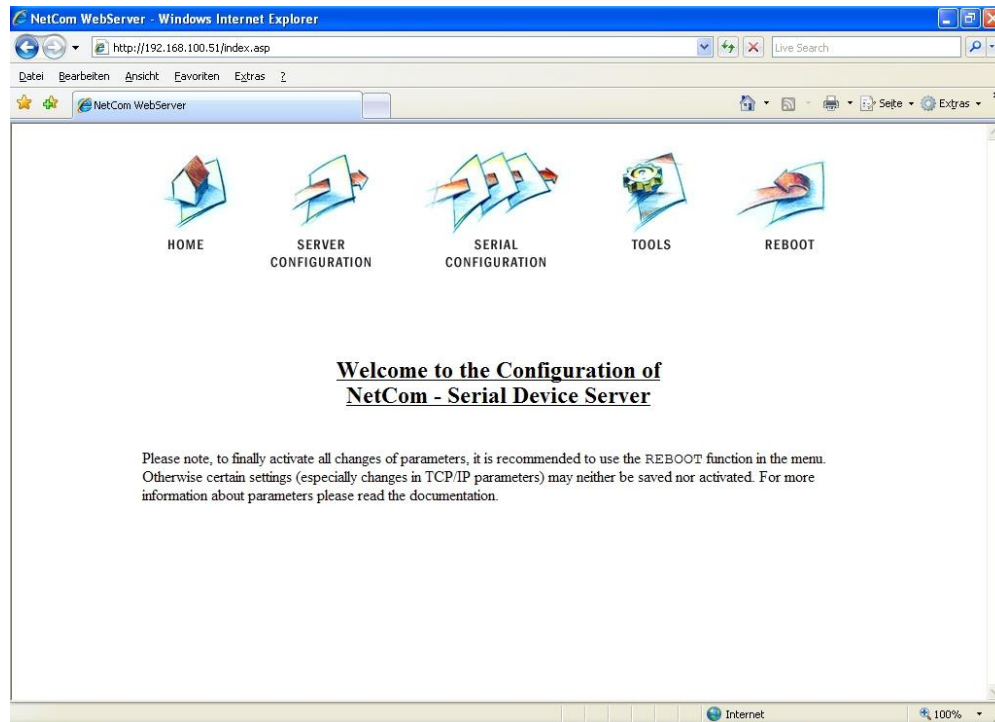 NetCom WebServer - Windows Internet Explorer
http://192.168.100.51/index.asp
Live Search
Datei Bearbeiten Ansicht Favoriten Extras ?
NetCom WebServer
Seite Extras
HOME
SERVER
CONFIGURATION
SERIAL
CONFIGURATION
TOOLS
REBOOT
Welcome to the Configuration of
NetCom - Serial Device Server
Please note, to finally activate all changes of parameters, it is recommended to use the REBOOT function in the menu.
Otherwise certain settings (especially changes in TCP/IP parameters) may neither be saved nor activated. For more
information about parameters please read the documentation.
Internet
100%